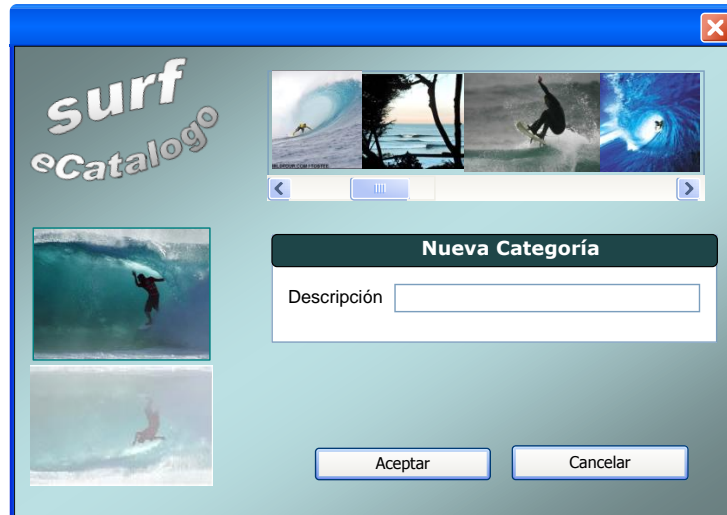 surf
eCatalogo
Nueva Categoría
Descripción
Aceptar
Cancelar